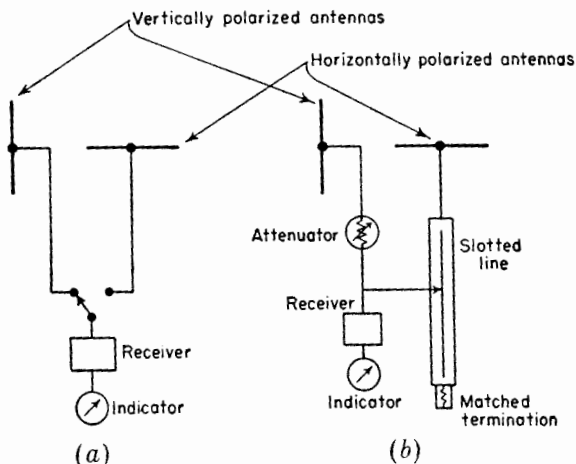 Vertically polarized antennas
Horizontally polarized antennas
Attenuator
Slotted
line
Receiver
Receiver
Indicator
Indicator
Matched
termination
(a)
(b)